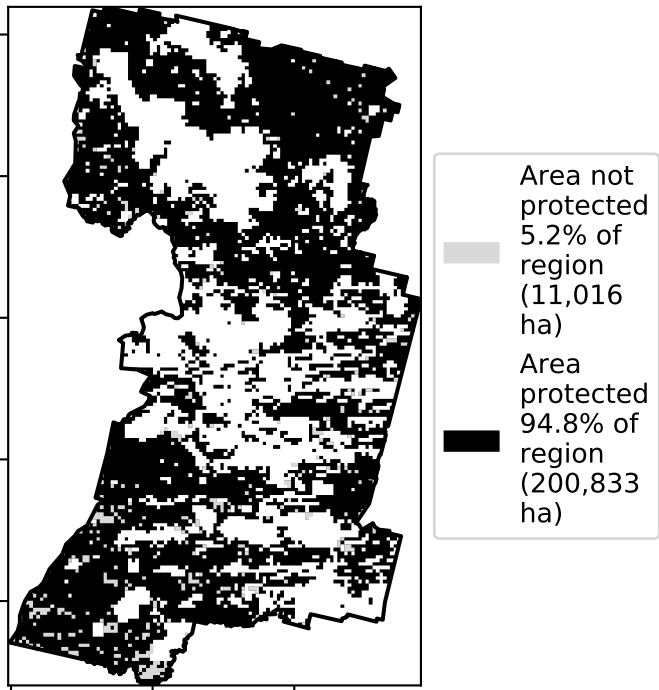 Area not
protected
5.2% of
region
(11,016
ha)
Area
protected
94.8% of
region
(200,833
ha)